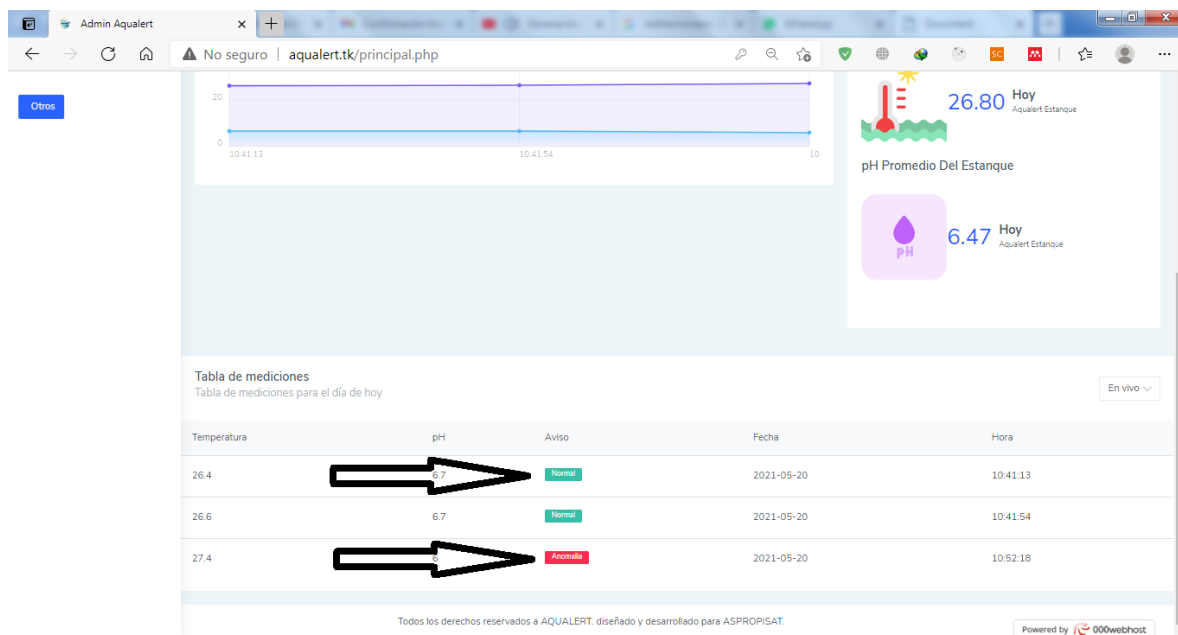 Admin Aqualert
No seguro | aqualert.tk/principal.php
SC
Otros
20
0
10:41:13 10:41:54 10
26.80 Hoy
Aqualert Estanque
pH Promedio Del Estanque
pH
6.47 Hoy
Aqualert Estanque
Tabla de mediciones
Tabla de mediciones para el día de hoy
En vivo
Temperatura pH Aviso Fecha Hora
26.4 6.7 Normal 2021-05-20 10:41:13
26.6 6.7 Normal 2021-05-20 10:41:54
27.4 6 Anomalia 2021-05-20 10:52:18
Todos los derechos reservados a AQUALERT. diseñado y desarrollado para ASPROPISAT.
Powered by 000webhost